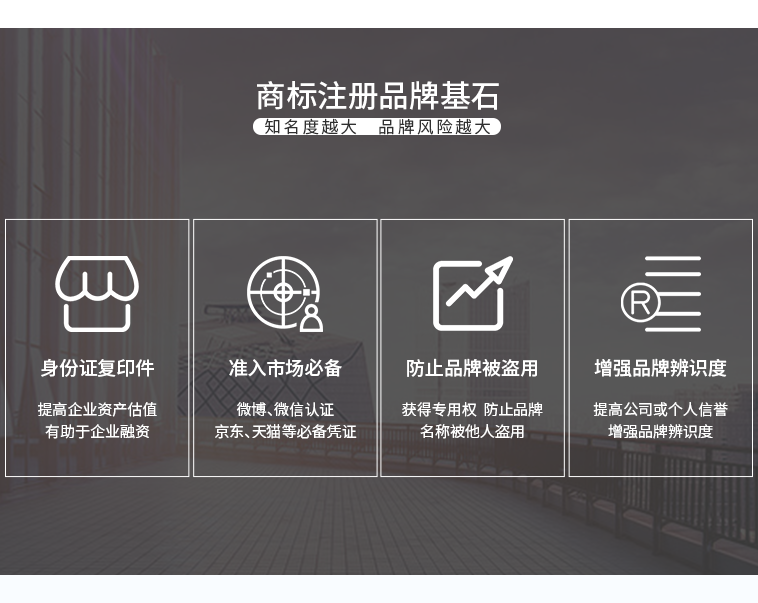 商标注册品牌基石
知名度越大 品牌风险越大
身份证复印件
提高企业资产估值
有助于企业融资
准入市场必备
微博、微信认证
京东、天猫等必备凭证
防止品牌被盗用
获得专用权 防止品牌
名称被他人盗用
R
增强品牌辨识度
提高公司或个人信誉
增强品牌辨识度